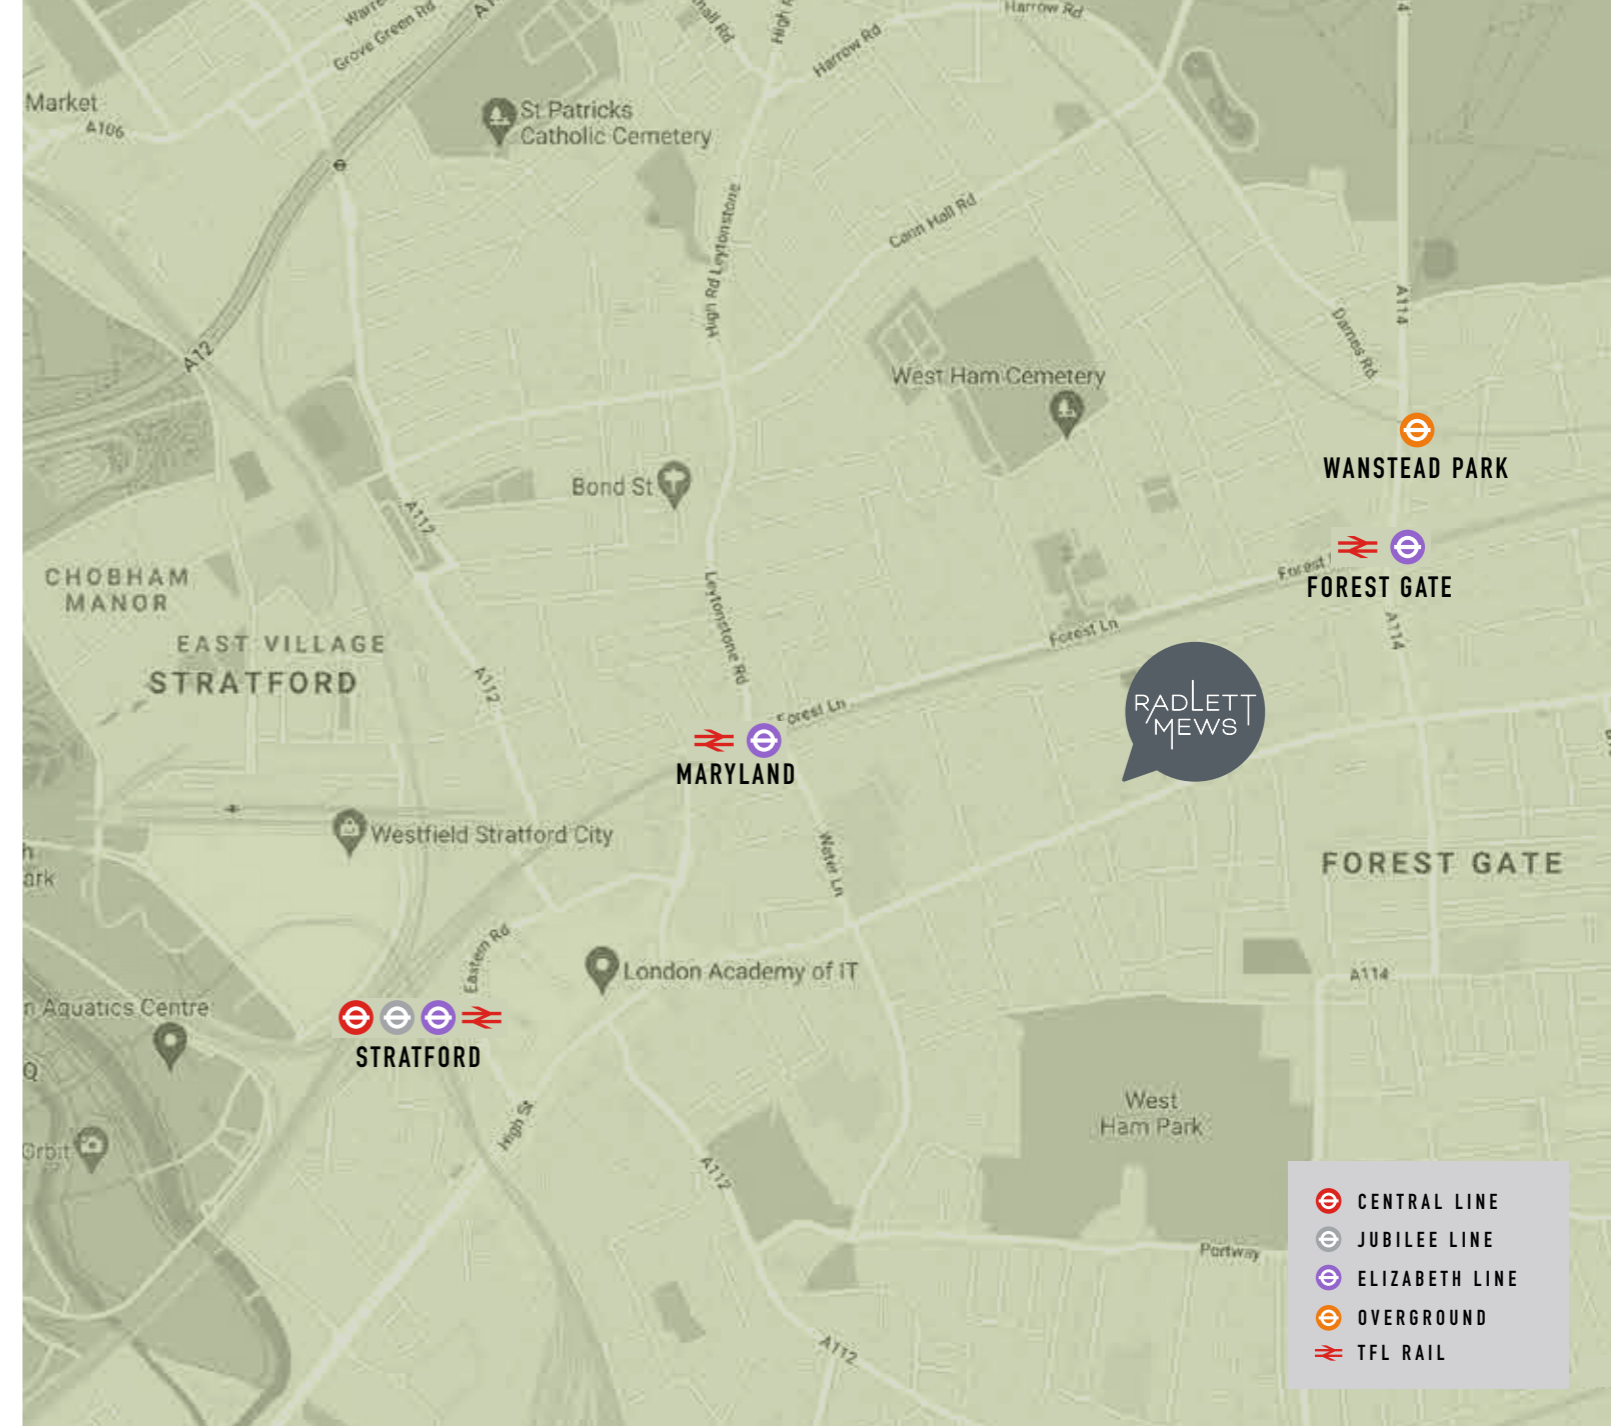 Grove Green Rd
Harrow Rd
Harrow Rd
Market
A106
St Patricks
Catholic Cemetery
High Rd Leytonstone
Cann Hall Rd
A12
A114
Dames Rd
West Ham Cemetery
WANSTEAD PARK
Bond St
A112
CHOBHAM
MANOR
EAST VILLAGE
STRATFORD
Leytonstone Rd
A112
Forest
FOREST GATE
Forest Ln
A114
RADLETT
MEWS
Forest Ln
MARYLAND
Westfield Stratford City
Water Ln
FOREST GATE
Eastern Rd
London Academy of IT
A114
Aquatics Centre
STRATFORD
High St
West
Ham Park
Orbit
A112
Portway
A112
CENTRAL LINE
JUBILEE LINE
ELIZABETH LINE
OVERGROUND
TFL RAIL